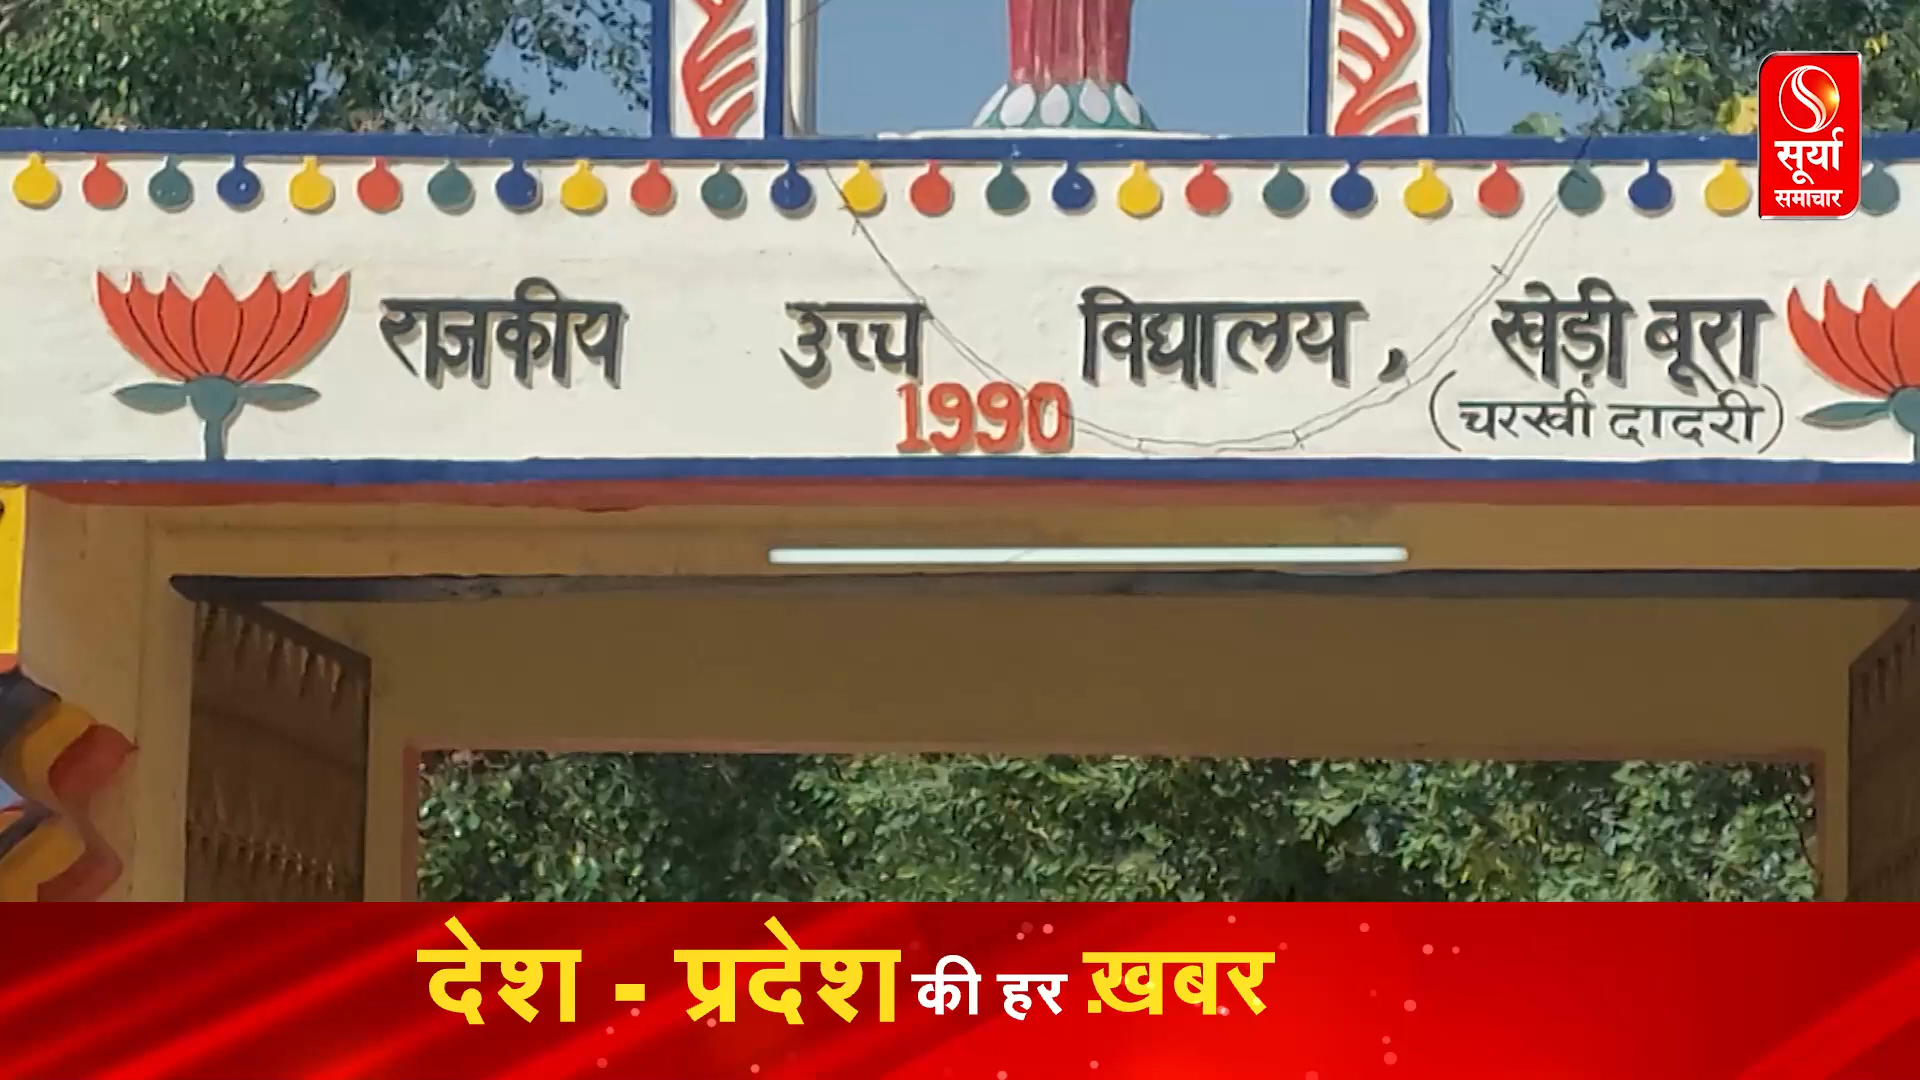 सूर्या
समाचार
राजकीय उच्च विद्यालय, खेड़ी बूरा
1990
(चरखी दादरी)
देश - प्रदेश की हर ख़बर